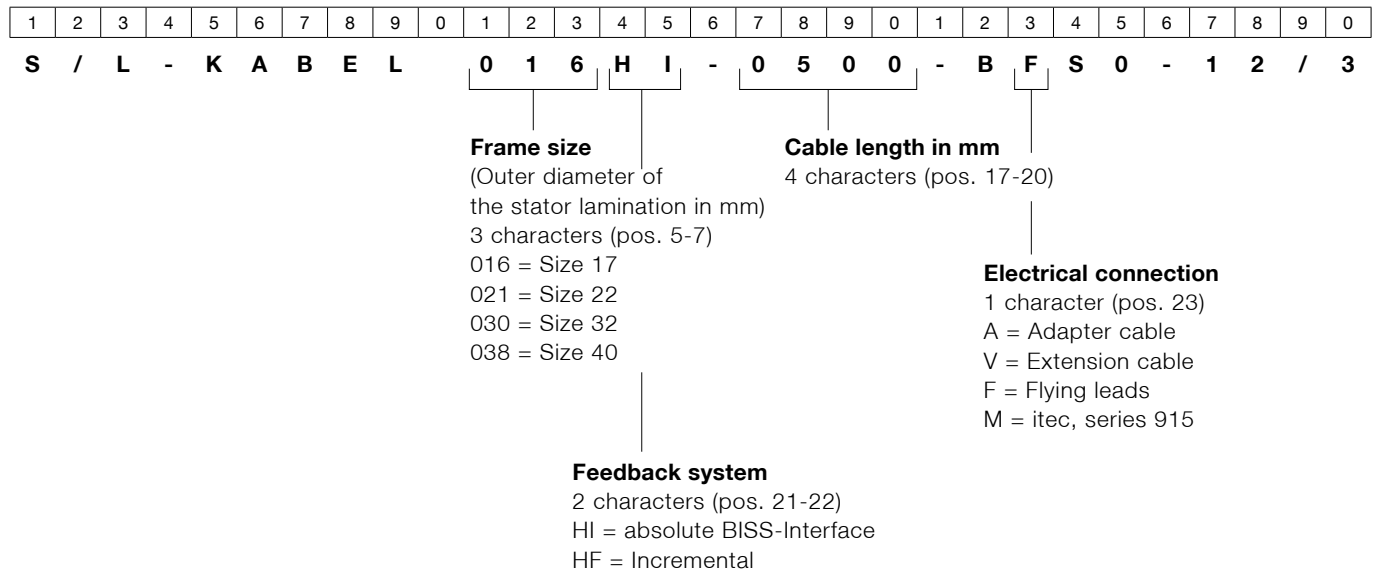 1 2 3 4 5 6 7 8 9 0 1 2 3 4 5 6 7 8 9 0 1 2 3 4 5 6 7 8 9 0
S / L - K A B E L 0 1 6 H I - 0 5 0 0 - B F S 0 - 1 2 / 3
Frame size
(Outer diameter of
the stator lamination in mm)
3 characters (pos. 5-7)
016 = Size 17
021 = Size 22
030 = Size 32
038 = Size 40
Cable length in mm
4 characters (pos. 17-20)
Electrical connection
1 character (pos. 23)
A = Adapter cable
V = Extension cable
F = Flying leads
M = itec, series 915
Feedback system
2 characters (pos. 21-22)
HI = absolute BISS-Interface
HF = Incremental